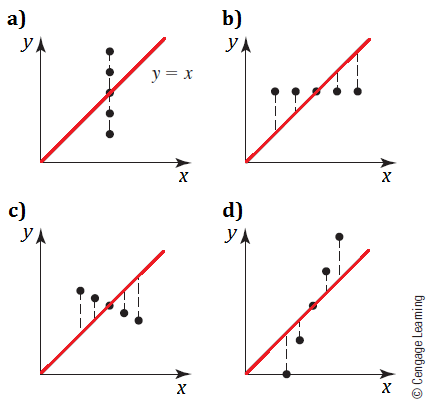 a)
y
y = x
x
b)
y
x
c)
y
x
d)
y
x
© Cengage Learning